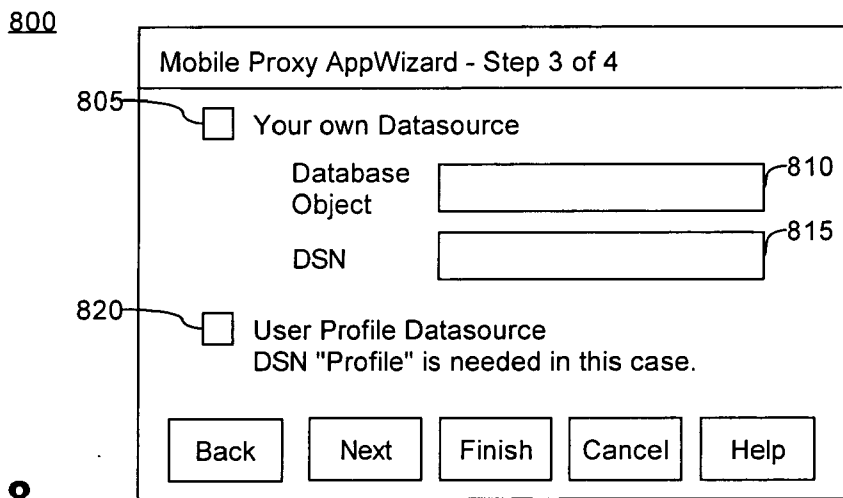 800
Mobile Proxy AppWizard - Step 3 of 4
805
Your own Datasource
Database
Object
810
DSN
815
820
User Profile Datasource
DSN "Profile" is needed in this case.
Back Next Finish Cancel Help